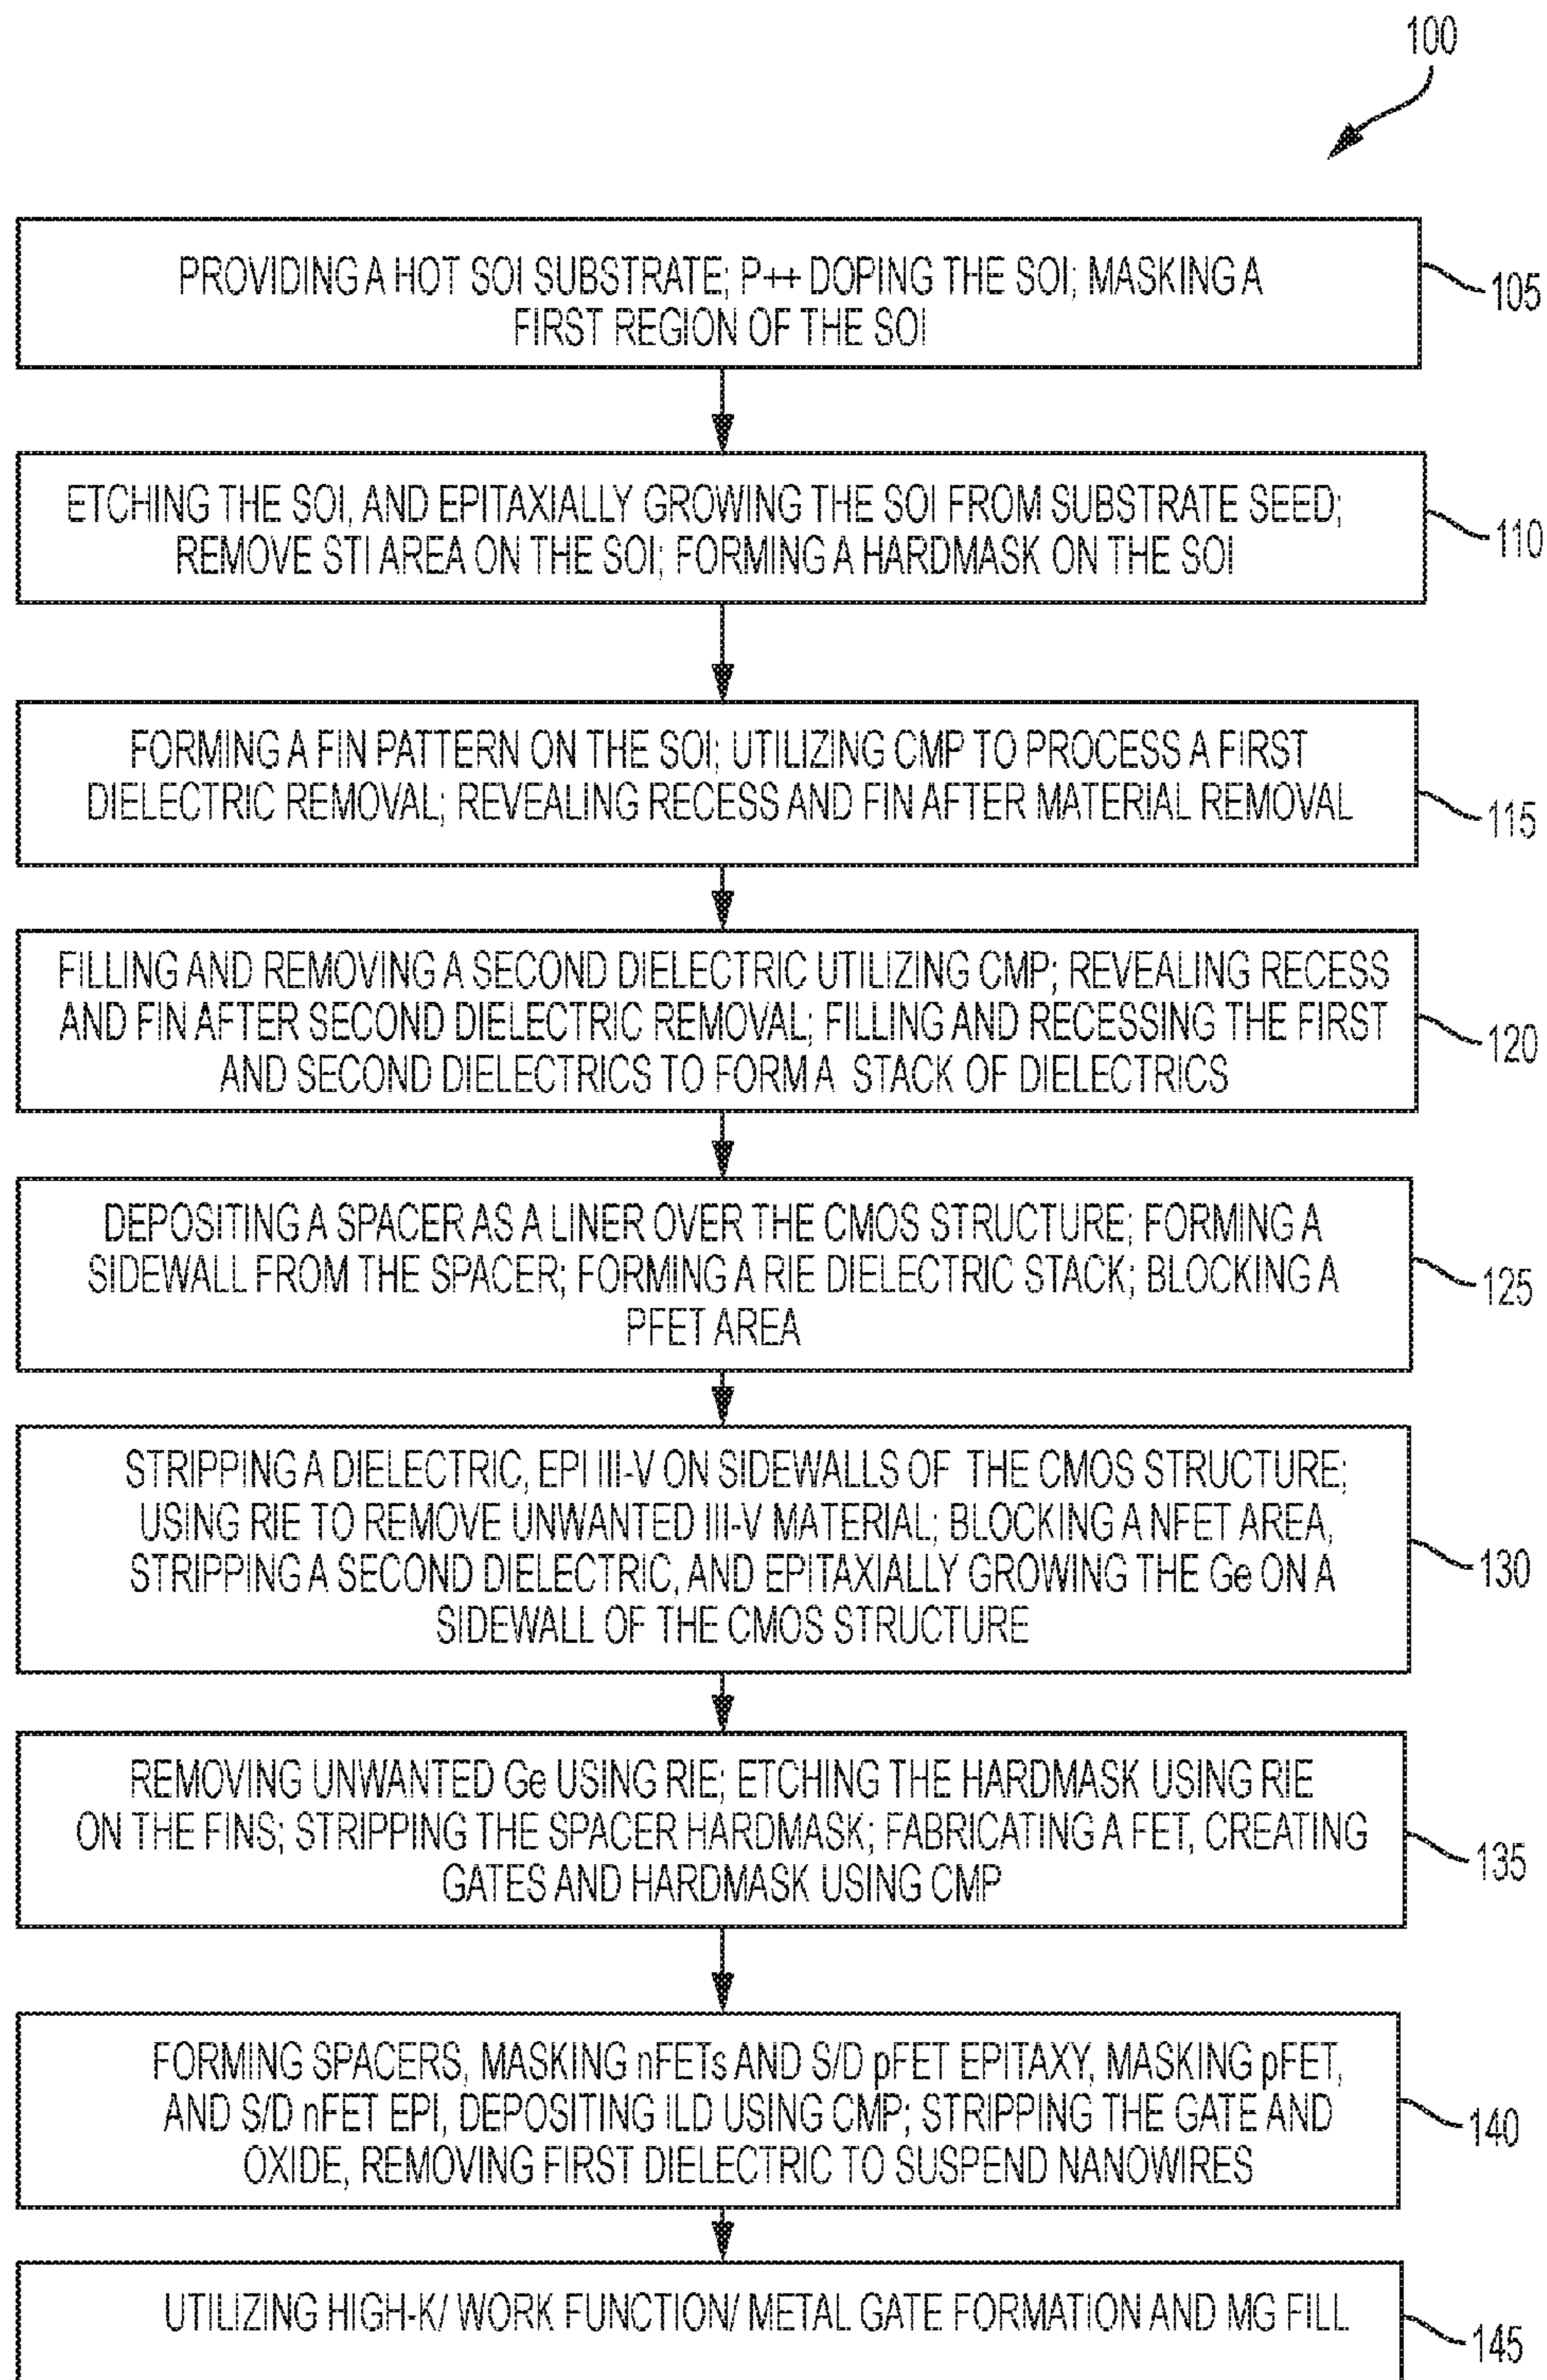 100
PROVIDING A HOT SOI SUBSTRATE; P++ DOPING THE SOI; MASKING A
FIRST REGION OF THE SOI
105
ETCHING THE SOI, AND EPITAXIALLY GROWING THE SOI FROM SUBSTRATE SEED;
REMOVE STI AREA ON THE SOI; FORMING A HARDMASK ON THE SOI
110
FORMING A FIN PATTERN ON THE SOI; UTILIZING CMP TO PROCESS A FIRST
DIELECTRIC REMOVAL; REVEALING RECESS AND FIN AFTER MATERIAL REMOVAL
115
FILLING AND REMOVING A SECOND DIELECTRIC UTILIZING CMP; REVEALING RECESS
AND FIN AFTER SECOND DIELECTRIC REMOVAL; FILLING AND RECESSING THE FIRST
AND SECOND DIELECTRICS TO FORM A STACK OF DIELECTRICS
120
DEPOSITING A SPACER AS A LINER OVER THE CMOS STRUCTURE; FORMING A
SIDEWALL FROM THE SPACER; FORMING A RIE DIELECTRIC STACK; BLOCKING A
PFET AREA
125
STRIPPING A DIELECTRIC, EPI III-V ON SIDEWALLS OF THE CMOS STRUCTURE;
USING RIE TO REMOVE UNWANTED III-V MATERIAL; BLOCKING A NFET AREA,
STRIPPING A SECOND DIELECTRIC, AND EPITAXIALLY GROWING THE Ge ON A
SIDEWALL OF THE CMOS STRUCTURE
130
REMOVING UNWANTED Ge USING RIE; ETCHING THE HARDMASK USING RIE
ON THE FINS; STRIPPING THE SPACER HARDMASK; FABRICATING A FET, CREATING
GATES AND HARDMASK USING CMP
135
FORMING SPACERS, MASKING nFETs AND S/D pFET EPITAXY, MASKING pFET,
AND S/D nFET EPI, DEPOSITING ILD USING CMP; STRIPPING THE GATE AND
OXIDE, REMOVING FIRST DIELECTRIC TO SUSPEND NANOWIRES
140
UTILIZING HIGH-K/ WORK FUNCTION/ METAL GATE FORMATION AND MG FILL
145